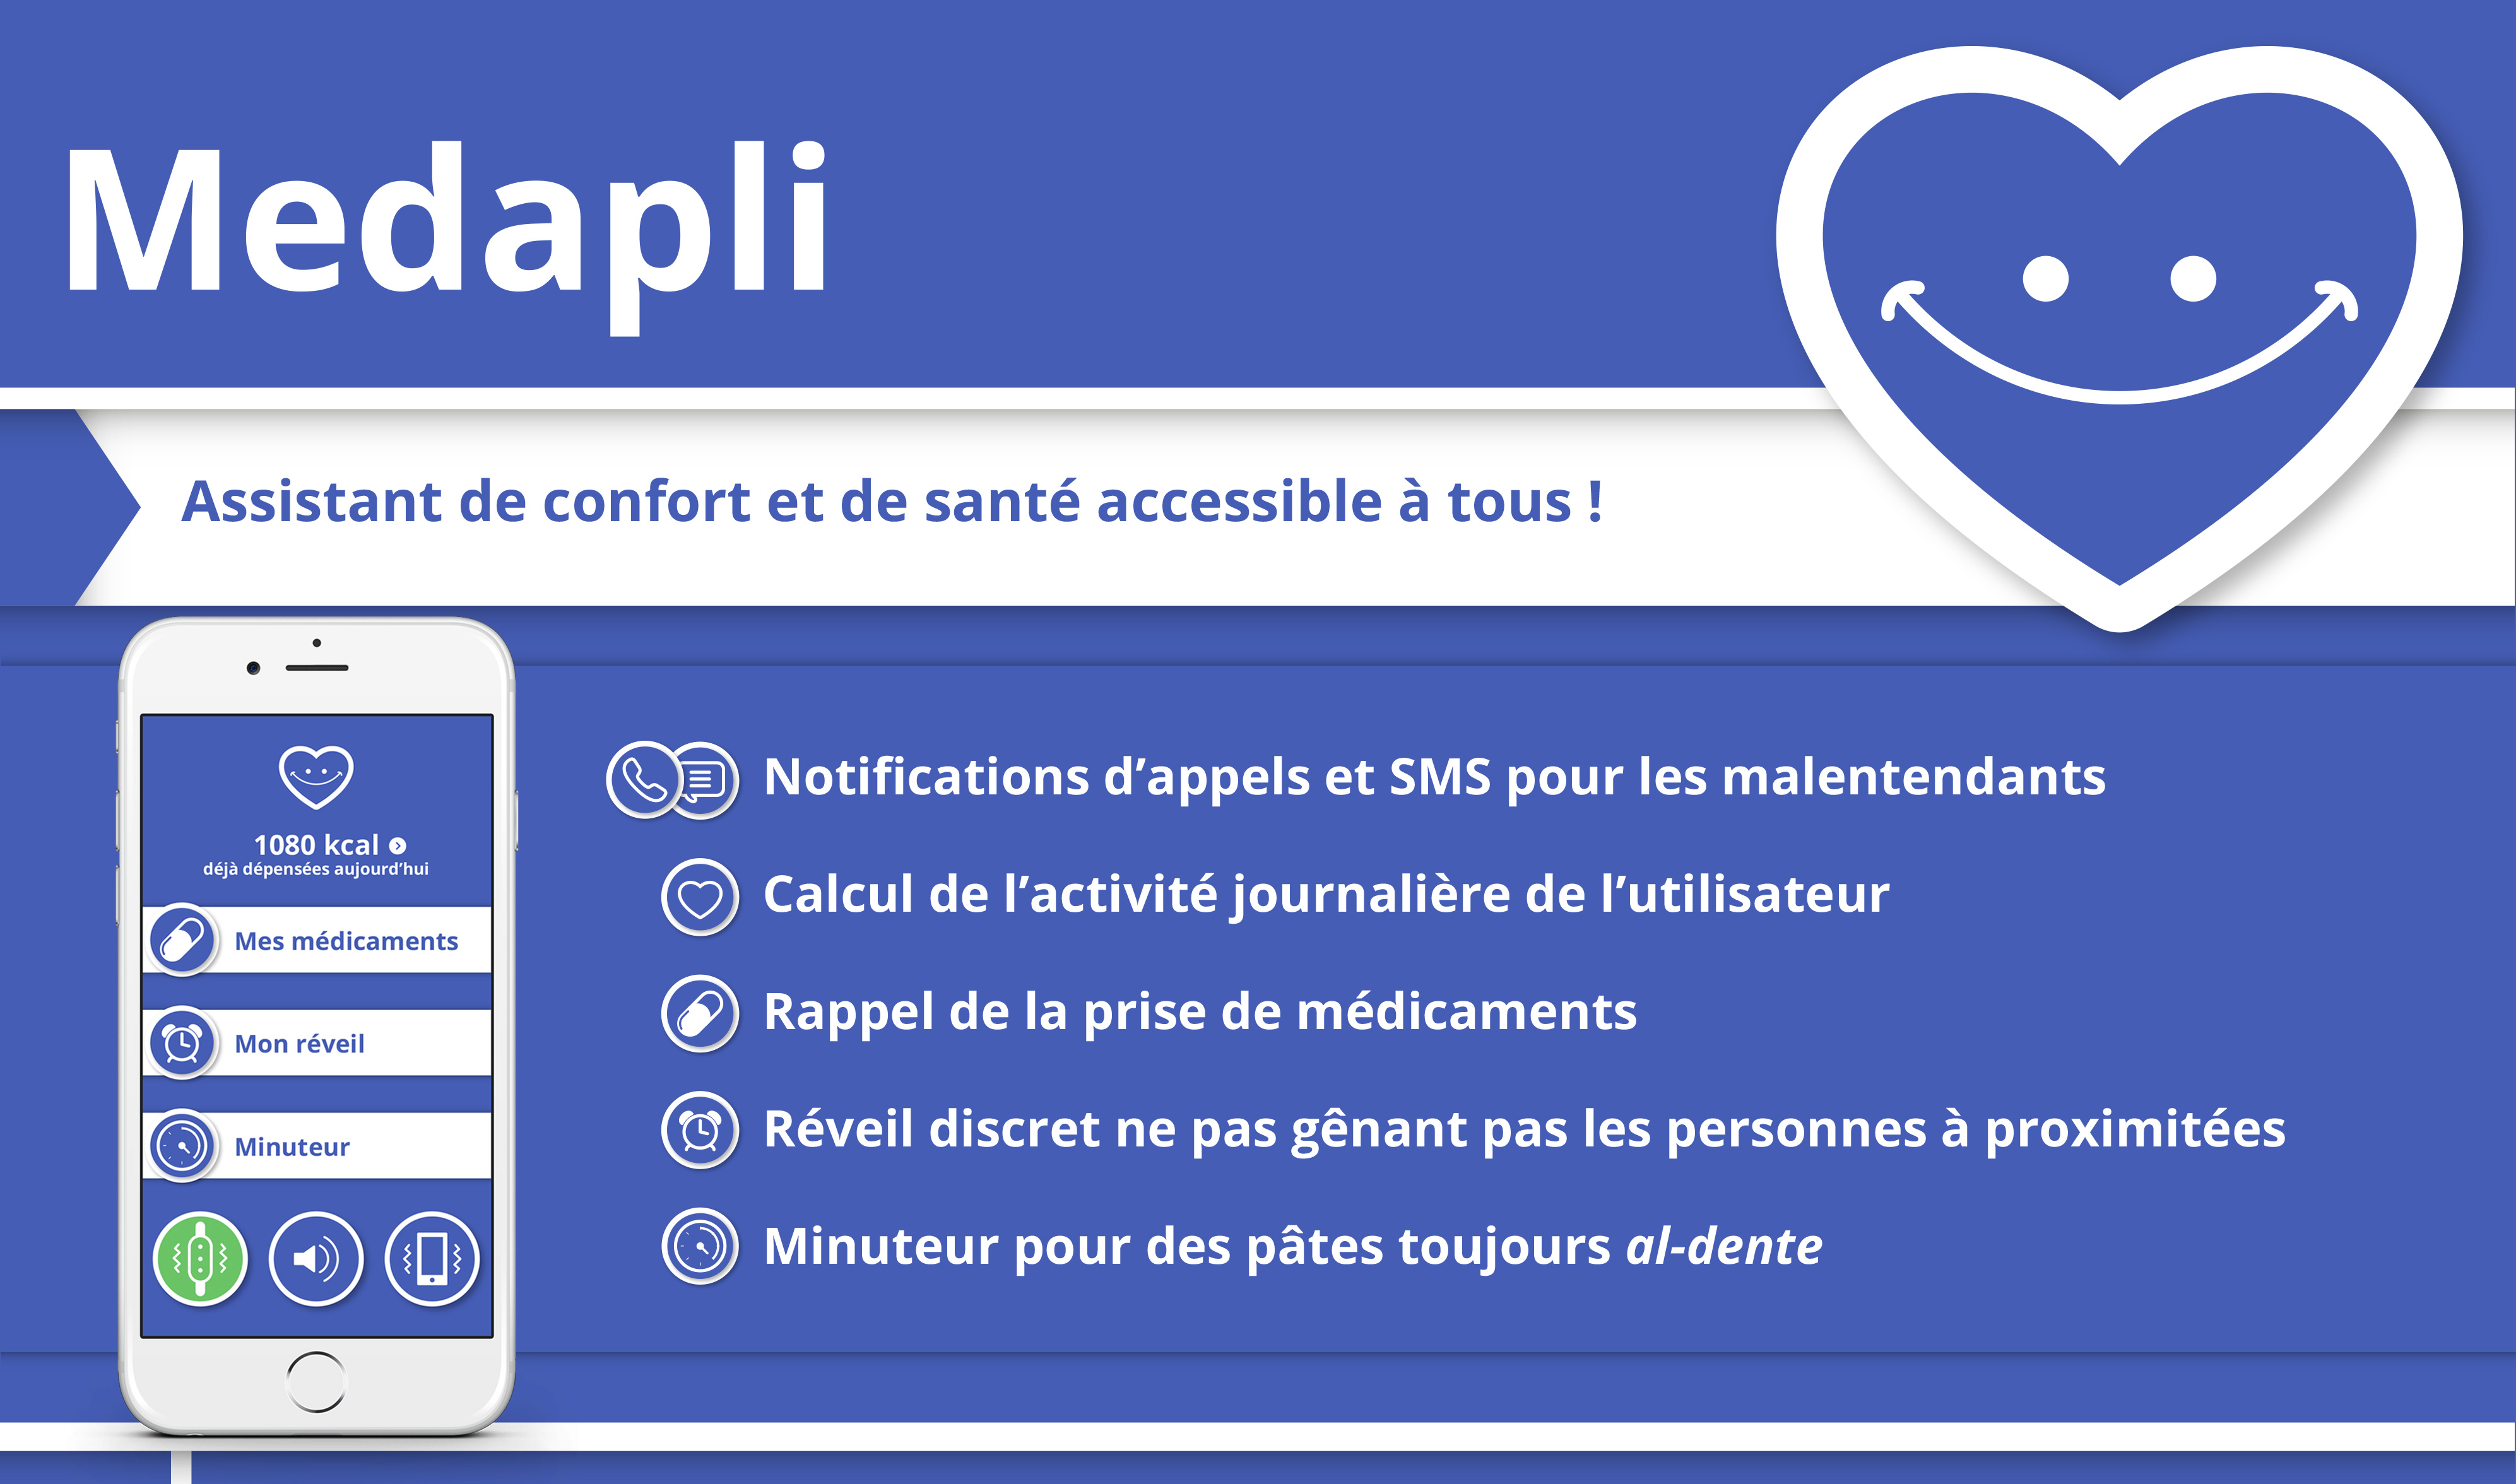 Medapli
Assistant de confort et de santé accessible à tous !
1080 kcal
déjà dépensées aujourd’hui
Mes médicaments
Mon réveil
Minuteur
Notifications d’appels et SMS pour les malentendants
Calcul de l’activité journalière de l’utilisateur
Rappel de la prise de médicaments
Réveil discret ne pas gênant pas les personnes à proximitées
Minuteur pour des pâtes toujours al-dente